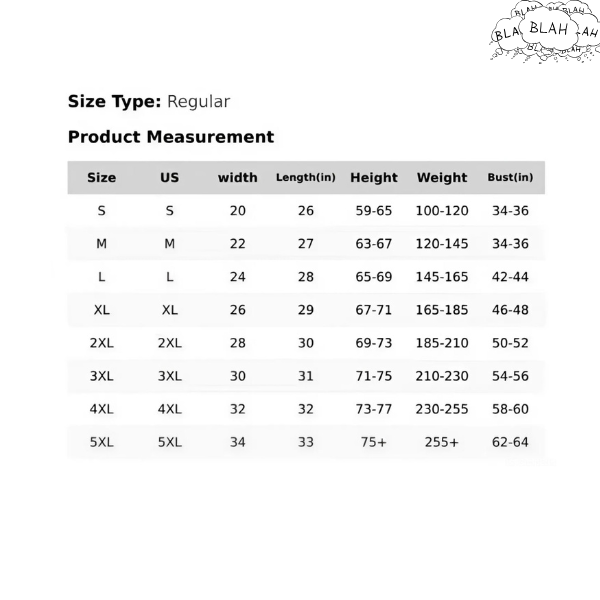 BLAH
BLAH
BLA
BLAH
AH
BLAH
BLAH
Size Type: Regular
Product Measurement
Size US width Length(in) Height Weight Bust(in)
S S 20 26 59-65 100-120 34-36
M M 22 27 63-67 120-145 34-36
L L 24 28 65-69 145-165 42-44
XL XL 26 29 67-71 165-185 46-48
2XL 2XL 28 30 69-73 185-210 50-52
3XL 3XL 30 31 71-75 210-230 54-56
4XL 4XL 32 32 73-77 230-255 58-60
5XL 5XL 34 33 75+ 255+ 62-64